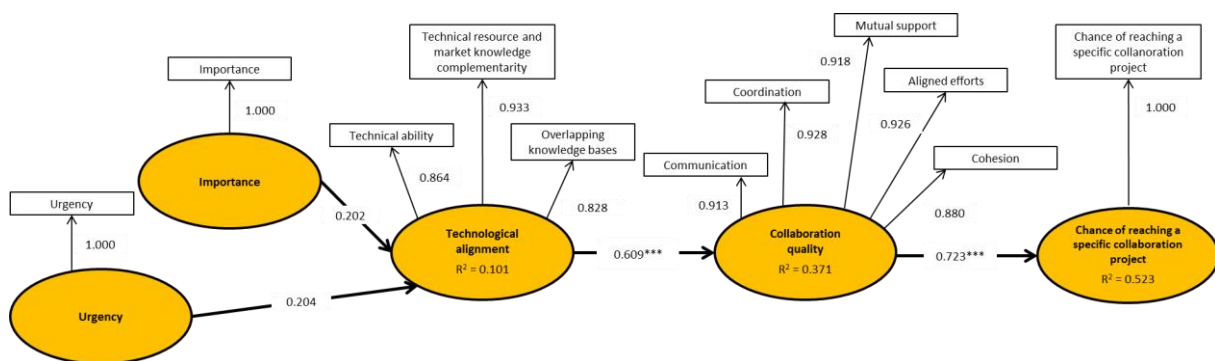 Importance
1.000
Importance
Urgency
1.000
Urgency
0.202
0.204
Technical resource and
market knowledge
complementarity
0.933
Technical ability
0.864
Overlapping
knowledge bases
0.828
Technological
alignment
R² = 0.101
0.609***
Communication
0.913
Coordination
0.928
Mutual support
0.918
Aligned efforts
0.926
Cohesion
0.880
Collaboration
quality
R² = 0.371
0.723***
Chance of reaching a
specific collanoration
project
1.000
Chance of reaching a
specific collaboration
project
R² = 0.523